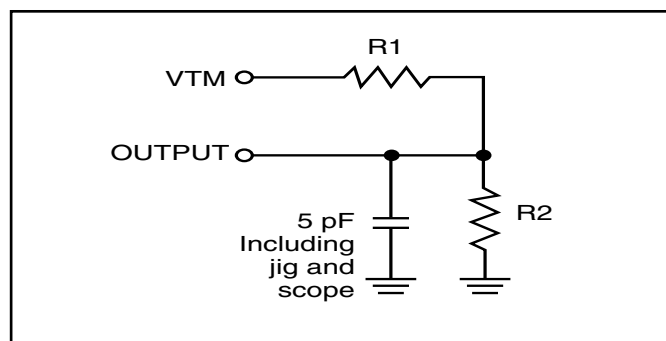 R1
VTM
OUTPUT
R2
5 pF
Including
jig and
scope